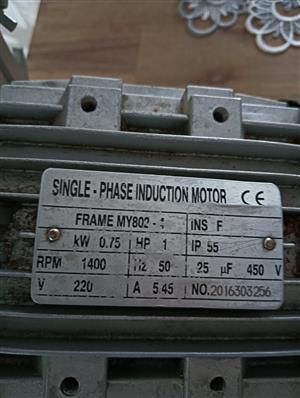 SINGLE - PHASE INDUCTION MOTOR CE
FRAME MY802 - INS F
kW 0.75 HP 1 IP 55
RPM 1400 Hz 50 25 µF 450 V
V 220 A 5.45 NO.2016303256